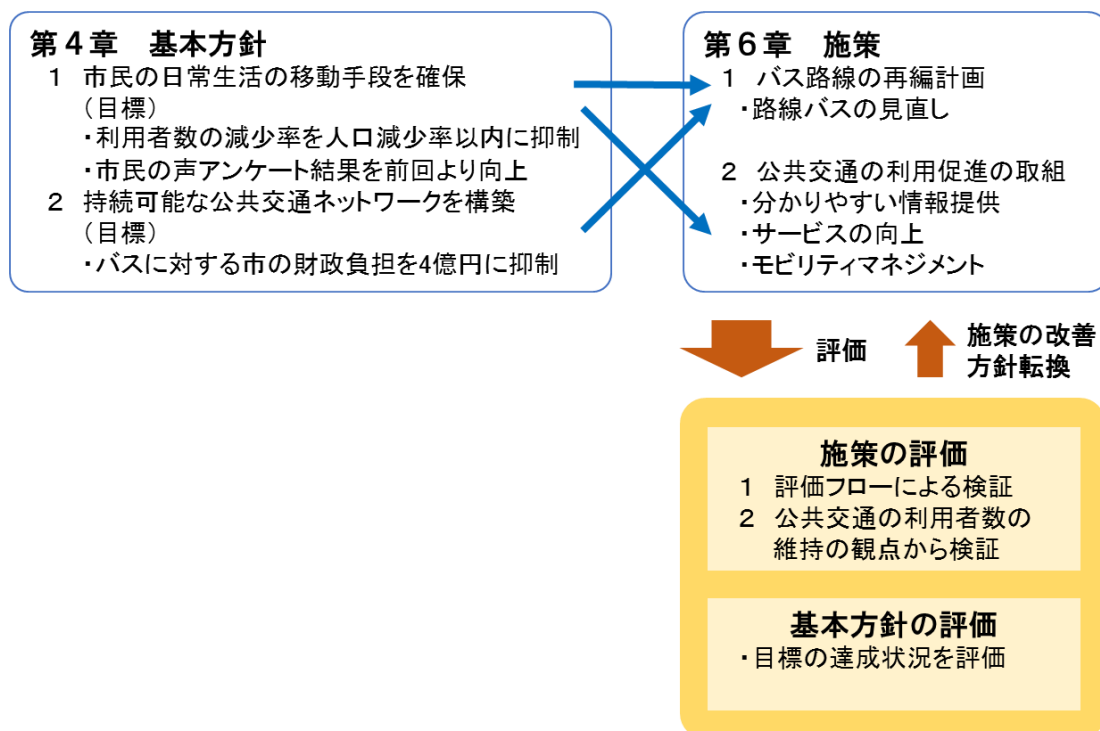 第4章 基本方針
1 市民の日常生活の移動手段を確保
(目標)
・利用者数の減少率を人口減少率以内に抑制
・市民の声アンケート結果を前回より向上
2 持続可能な公共交通ネットワークを構築
(目標)
・バスに対する市の財政負担を4億円に抑制
第6章 施策
1 バス路線の再編計画
・路線バスの見直し
2 公共交通の利用促進の取組
・分かりやすい情報提供
・サービスの向上
・モビリティマネジメント
評価
施策の改善
方針転換
施策の評価
1 評価フローによる検証
2 公共交通の利用者数の
維持の観点から検証
基本方針の評価
・目標の達成状況を評価